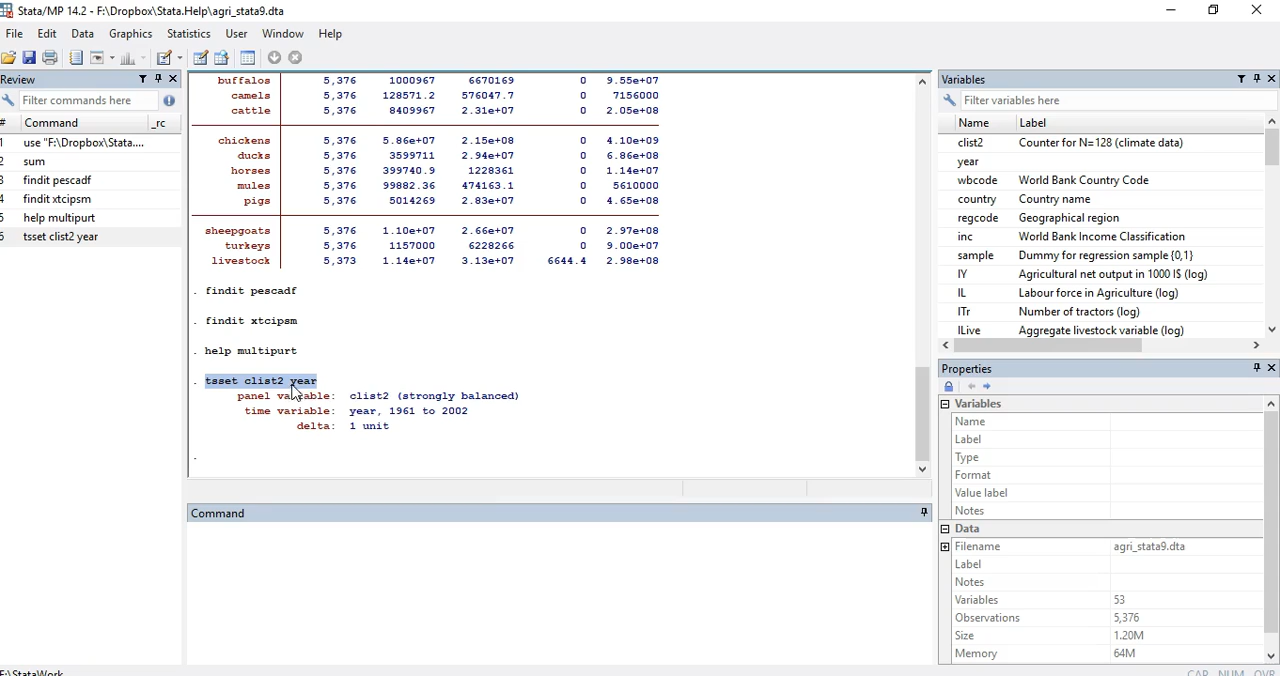 Stata/MP 14.2 - F:\Dropbox\Stata.Help\agri_stata9.dta
File Edit Data Graphics Statistics User Window Help
Review
Filter commands here
# Command _rc
1 use "F:\Dropbox\Stata....
2 sum
3 findit pescadf
4 findit xtcipsm
5 help multipurt
6 tsset clist2 year
buffalos 5,376 1000967 6670169 0 9.55e+07
camels 5,376 128571.2 576047.7 0 7156000
cattle 5,376 8409967 2.31e+07 0 2.05e+08
chickens 5,376 5.86e+07 2.15e+08 0 4.10e+09
ducks 5,376 3599711 2.94e+07 0 6.86e+08
horses 5,376 399740.9 1228361 0 1.14e+07
mules 5,376 99882.36 474163.1 0 5610000
pigs 5,376 5014269 2.83e+07 0 4.65e+08
sheepgoats 5,376 1.10e+07 2.66e+07 0 2.97e+08
turkeys 5,376 1157000 6228266 0 9.00e+07
livestock 5,373 1.14e+07 3.13e+07 6644.4 2.98e+08
. findit pescadf
. findit xtcipsm
. help multipurt
. tsset clist2 year
panel variable: clist2 (strongly balanced)
time variable: year, 1961 to 2002
delta: 1 unit
.
Command
Variables
Filter variables here
Name Label
clist2 Counter for N=128 (climate data)
year
wbcode World Bank Country Code
country Country name
regcode Geographical region
inc World Bank Income Classification
sample Dummy for regression sample {0,1}
lY Agricultural net output in 1000 I$ (log)
lL Labour force in Agriculture (log)
lTr Number of tractors (log)
lLive Aggregate livestock variable (log)
Properties
Variables
Name
Label
Type
Format
Value label
Notes
Data
Filename agri_stata9.dta
Label
Notes
Variables 53
Observations 5,376
Size 1.20M
Memory 64M
F:\StataWork
CAP NUM OVR